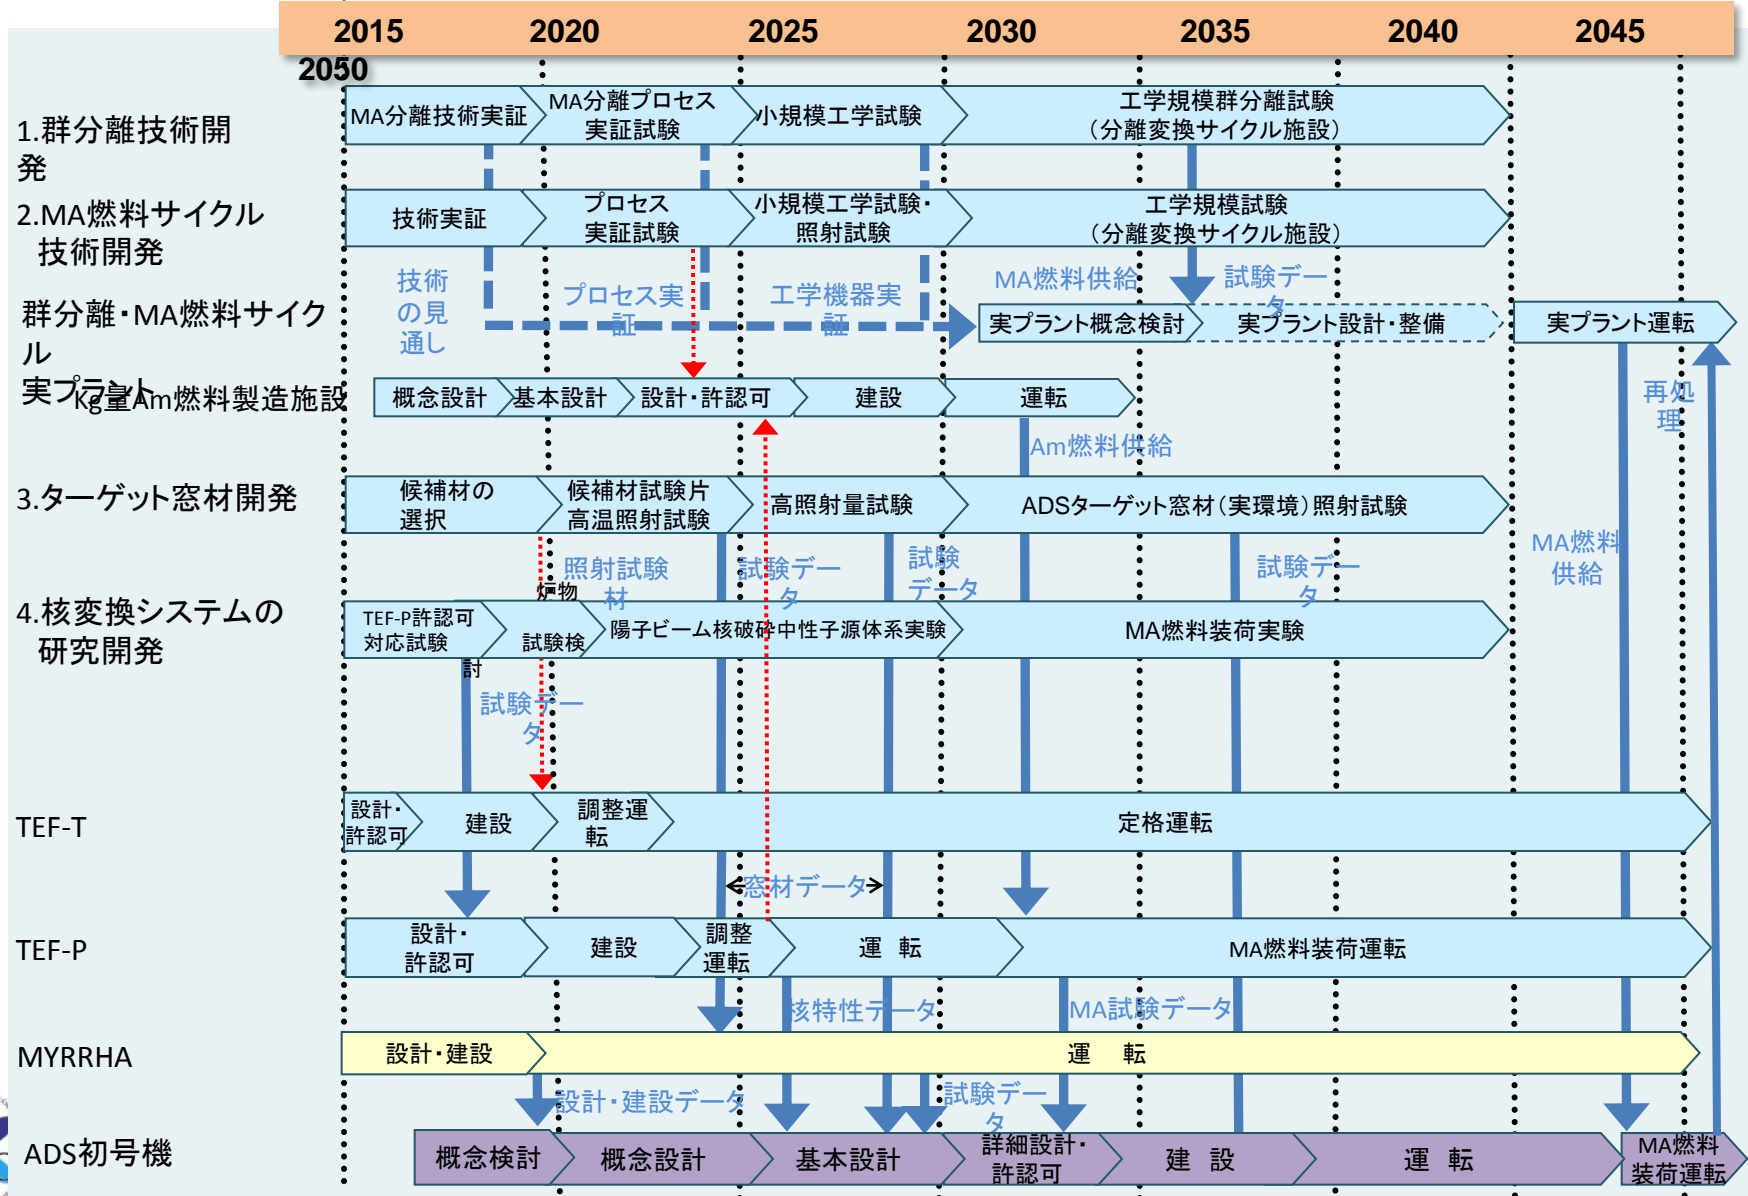 2015 2020 2025 2030 2035 2040 2045
2050
1.群分離技術開
発
MA分離技術実証
MA分離プロセス
実証試験
小規模工学試験
工学規模群分離試験
（分離変換サイクル施設）
2.MA燃料サイクル
技術開発
技術実証
プロセス
実証試験
小規模工学試験・
照射試験
工学規模試験
（分離変換サイクル施設）
技術
の見
通し
プロセス実
証
工学機器実
証
MA燃料供給
試験デー
タ
群分離・MA燃料サイク
ル
実プラント
実プラント概念検討
実プラント設計・整備
実プラント運転
Kg量Am燃料製造施設
概念設計
基本設計
設計・許認可
建設
運転
再処
理
Am燃料供給
3.ターゲット窓材開発
候補材の
選択
候補材試験片
高温照射試験
高照射量試験
ADSターゲット窓材（実環境）照射試験
照射試験
材
試験デー
タ
試験
データ
試験デー
タ
MA燃料
供給
4.核変換システムの
研究開発
TEF-P許認可
対応試験
炉物
試験検
討
陽子ビーム核破砕中性子源体系実験
MA燃料装荷実験
試験デー
タ
TEF-T
設計・
許認可
建設
調整運
転
定格運転
窓材データ
TEF-P
設計・
許認可
建設
調整
運転
運 転
MA燃料装荷運転
核特性データ
MA試験データ
MYRRHA
設計・建設
運 転
設計・建設データ
試験デー
タ
ADS初号機
概念検討
概念設計
基本設計
詳細設計・
許認可
建 設
運 転
MA燃料
装荷運転